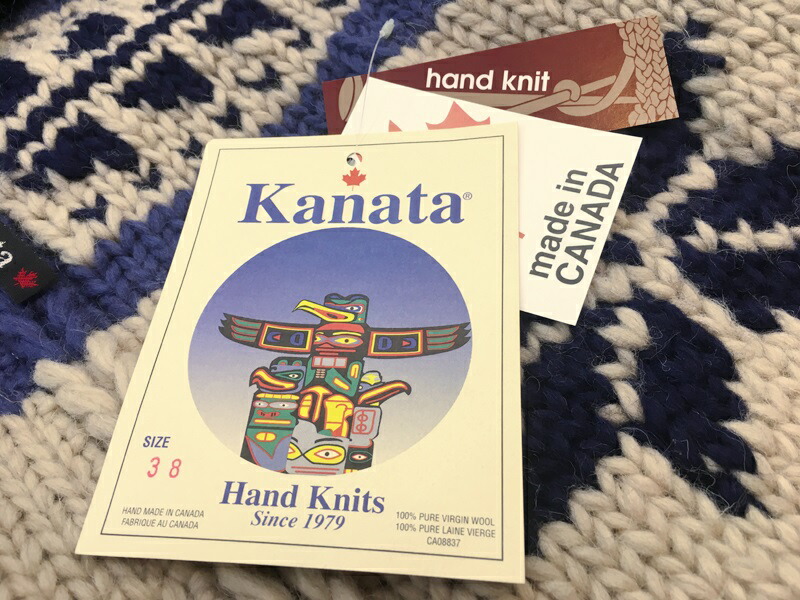 hand knit
made in
CANADA
Kanata®
SIZE
38
Hand Knits
Since 1979
HAND MADE IN CANADA
FABRIQUE AU CANADA
100% PURE VIRGIN WOOL
100% PURE LAINE VIERGE
CA08837